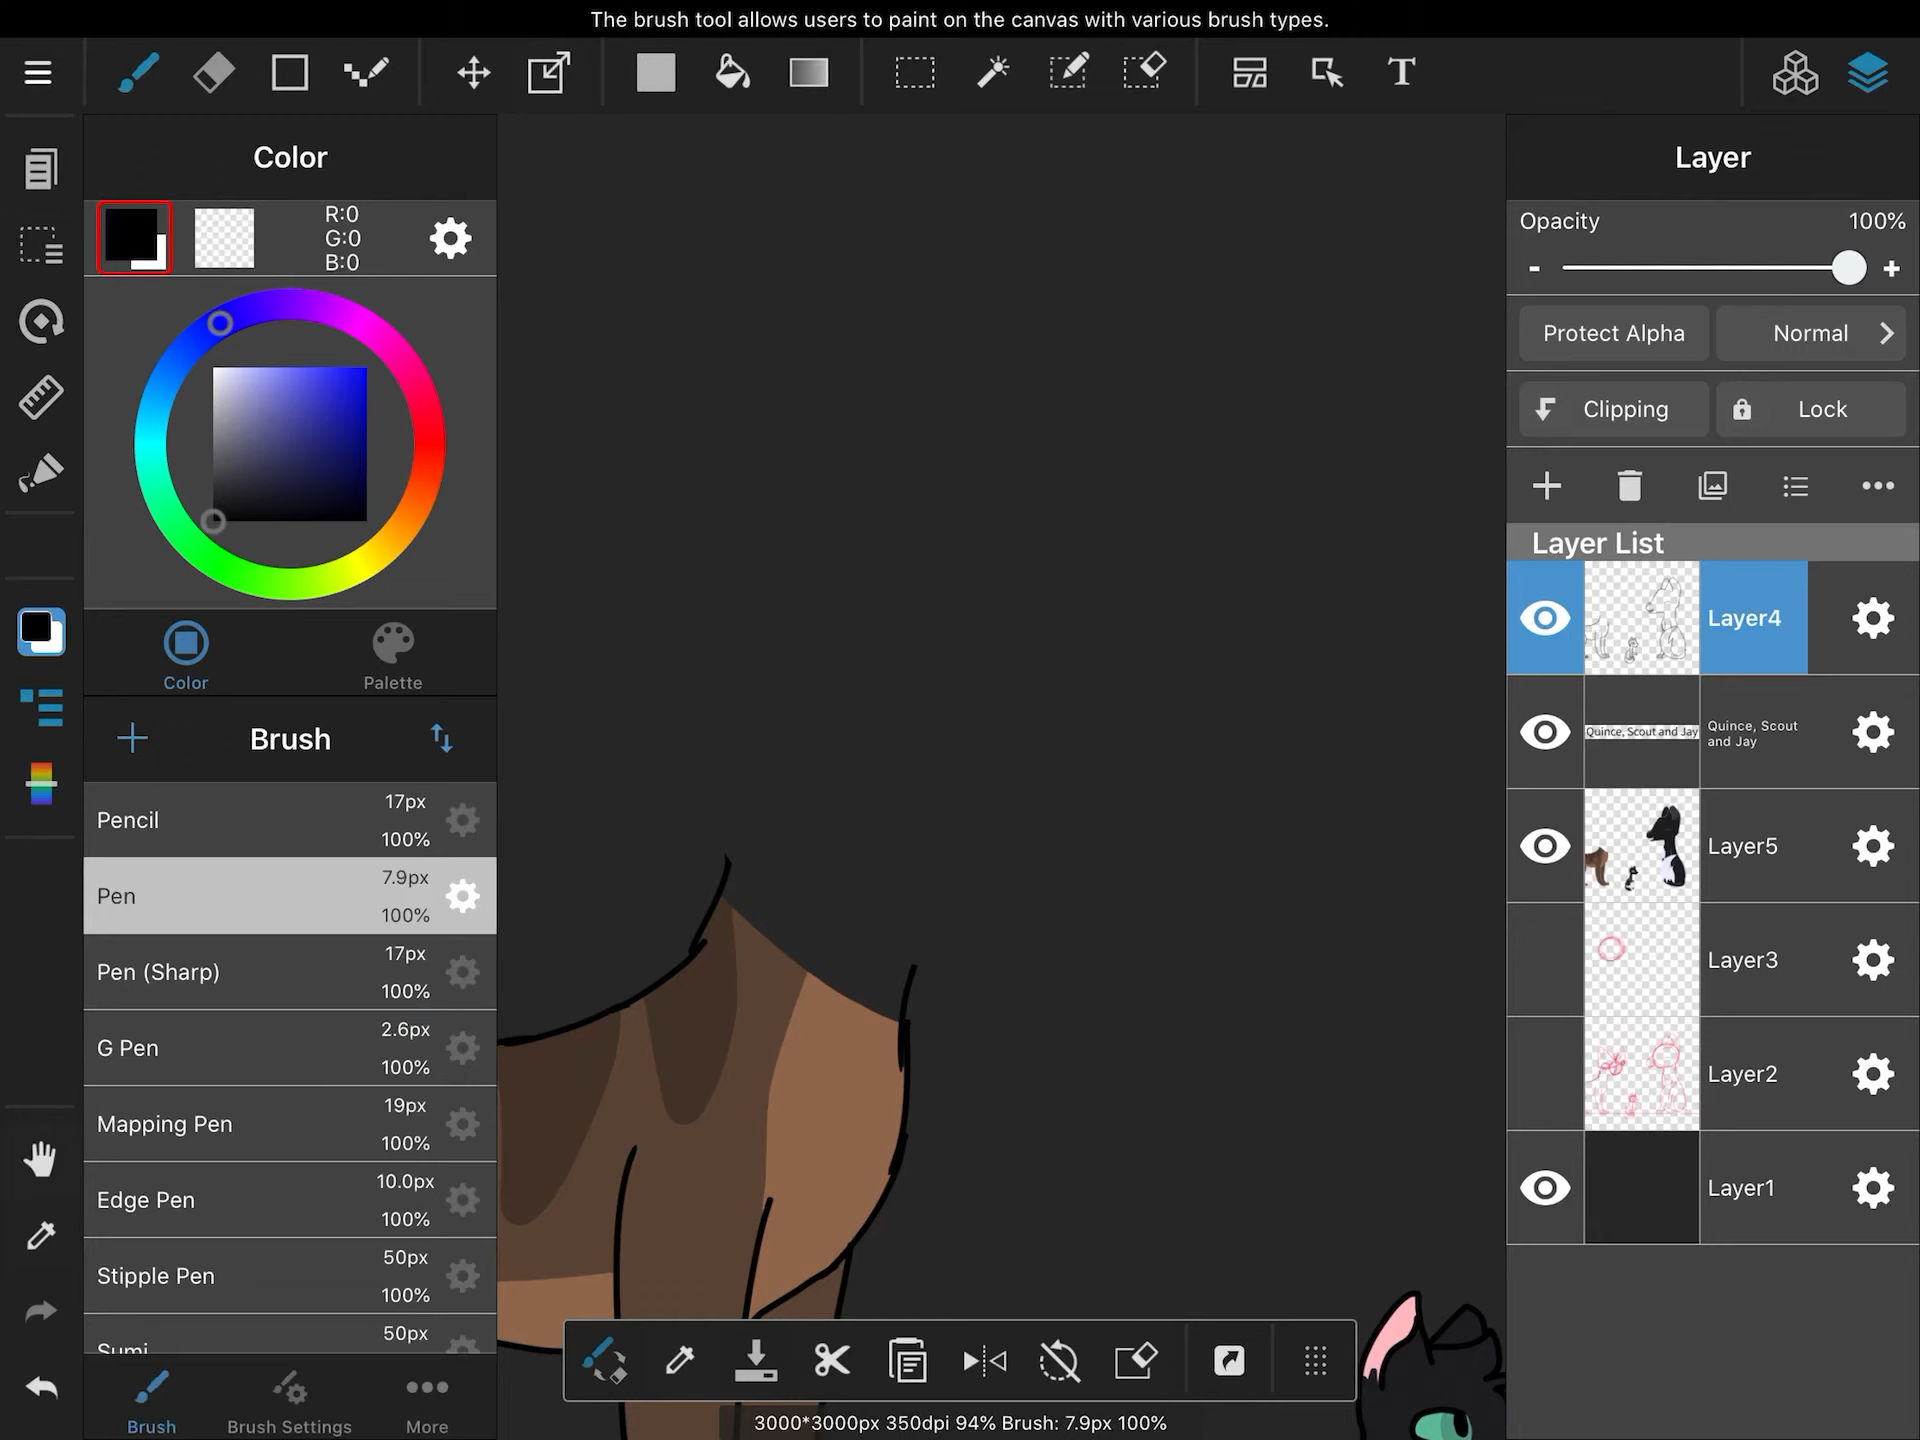 The brush tool allows users to paint on the canvas with various brush types.
T
Color
R:0
G:0
B:0
Color
Palette
Brush
Pencil
17px
100%
Pen
7.9px
100%
Pen (Sharp)
17px
100%
G Pen
2.6px
100%
Mapping Pen
19px
100%
Edge Pen
10.0px
100%
Stipple Pen
50px
100%
Sumi
50px
Brush
Brush Settings
More
3000*3000px 350dpi 94% Brush: 7.9px 100%
Layer
Opacity
100%
- +
Protect Alpha
Normal
Clipping
Lock
Layer List
Layer4
Quince, Scout and Jay
Quince, Scout
and Jay
Layer5
Layer3
Layer2
Layer1